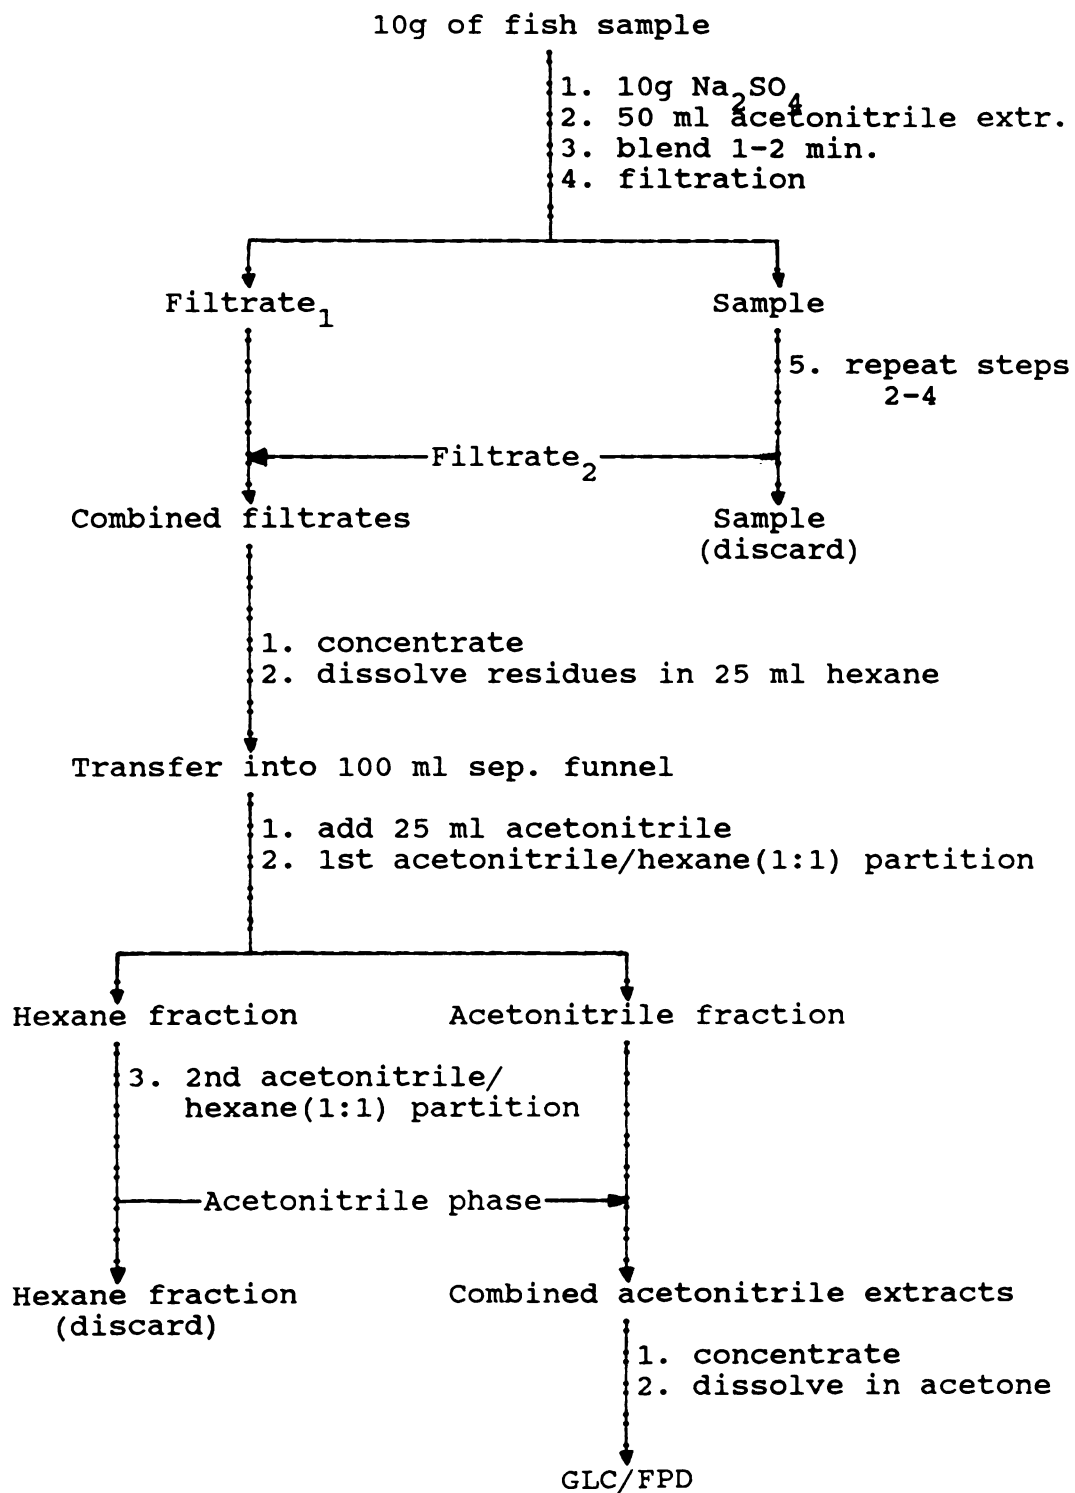 10g of fish sample
1. 10g Na₂SO₄
2. 50 ml acetonitrile extr.
3. blend 1-2 min.
4. filtration
Filtrate₁
Sample
5. repeat steps
2-4
Filtrate₂
Combined filtrates
Sample
(discard)
1. concentrate
2. dissolve residues in 25 ml hexane
Transfer into 100 ml sep. funnel
1. add 25 ml acetonitrile
2. 1st acetonitrile/hexane(1:1) partition
Hexane fraction
Acetonitrile fraction
3. 2nd acetonitrile/
hexane(1:1) partition
Acetonitrile phase
Hexane fraction
(discard)
Combined acetonitrile extracts
1. concentrate
2. dissolve in acetone
GLC/FPD